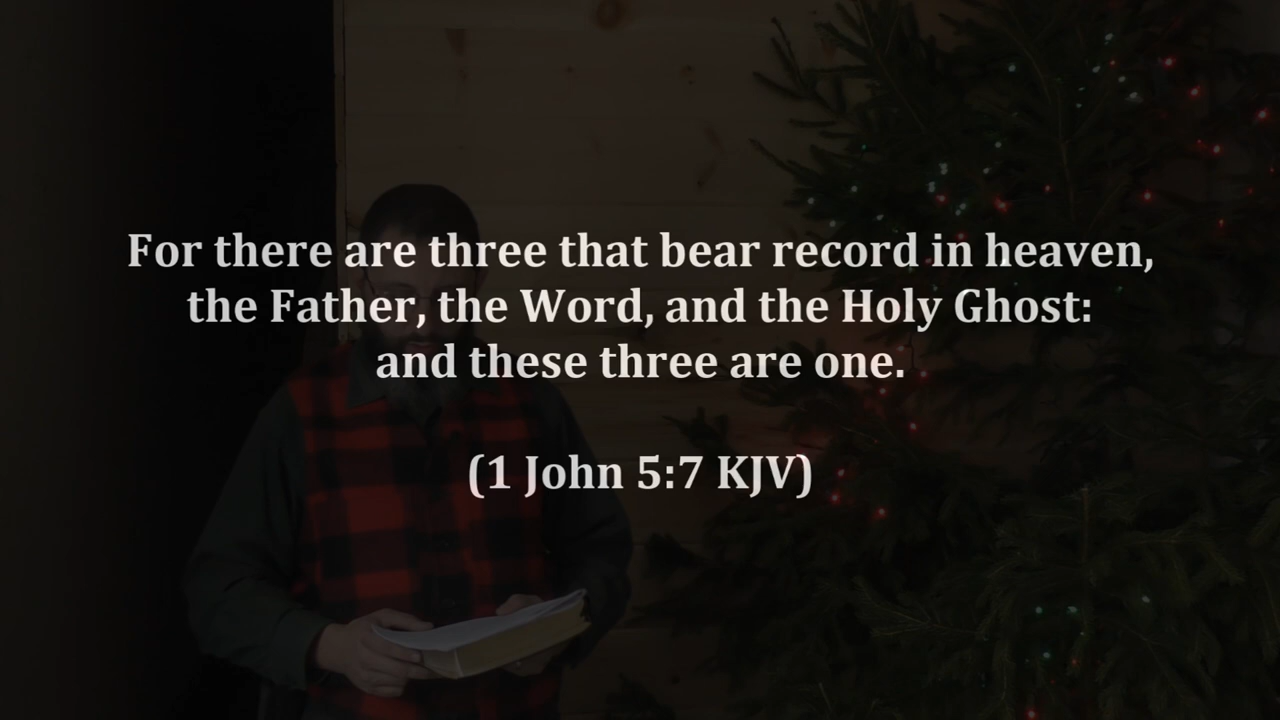 For there are three that bear record in heaven,
the Father, the Word, and the Holy Ghost:
and these three are one.
(1 John 5:7 KJV)